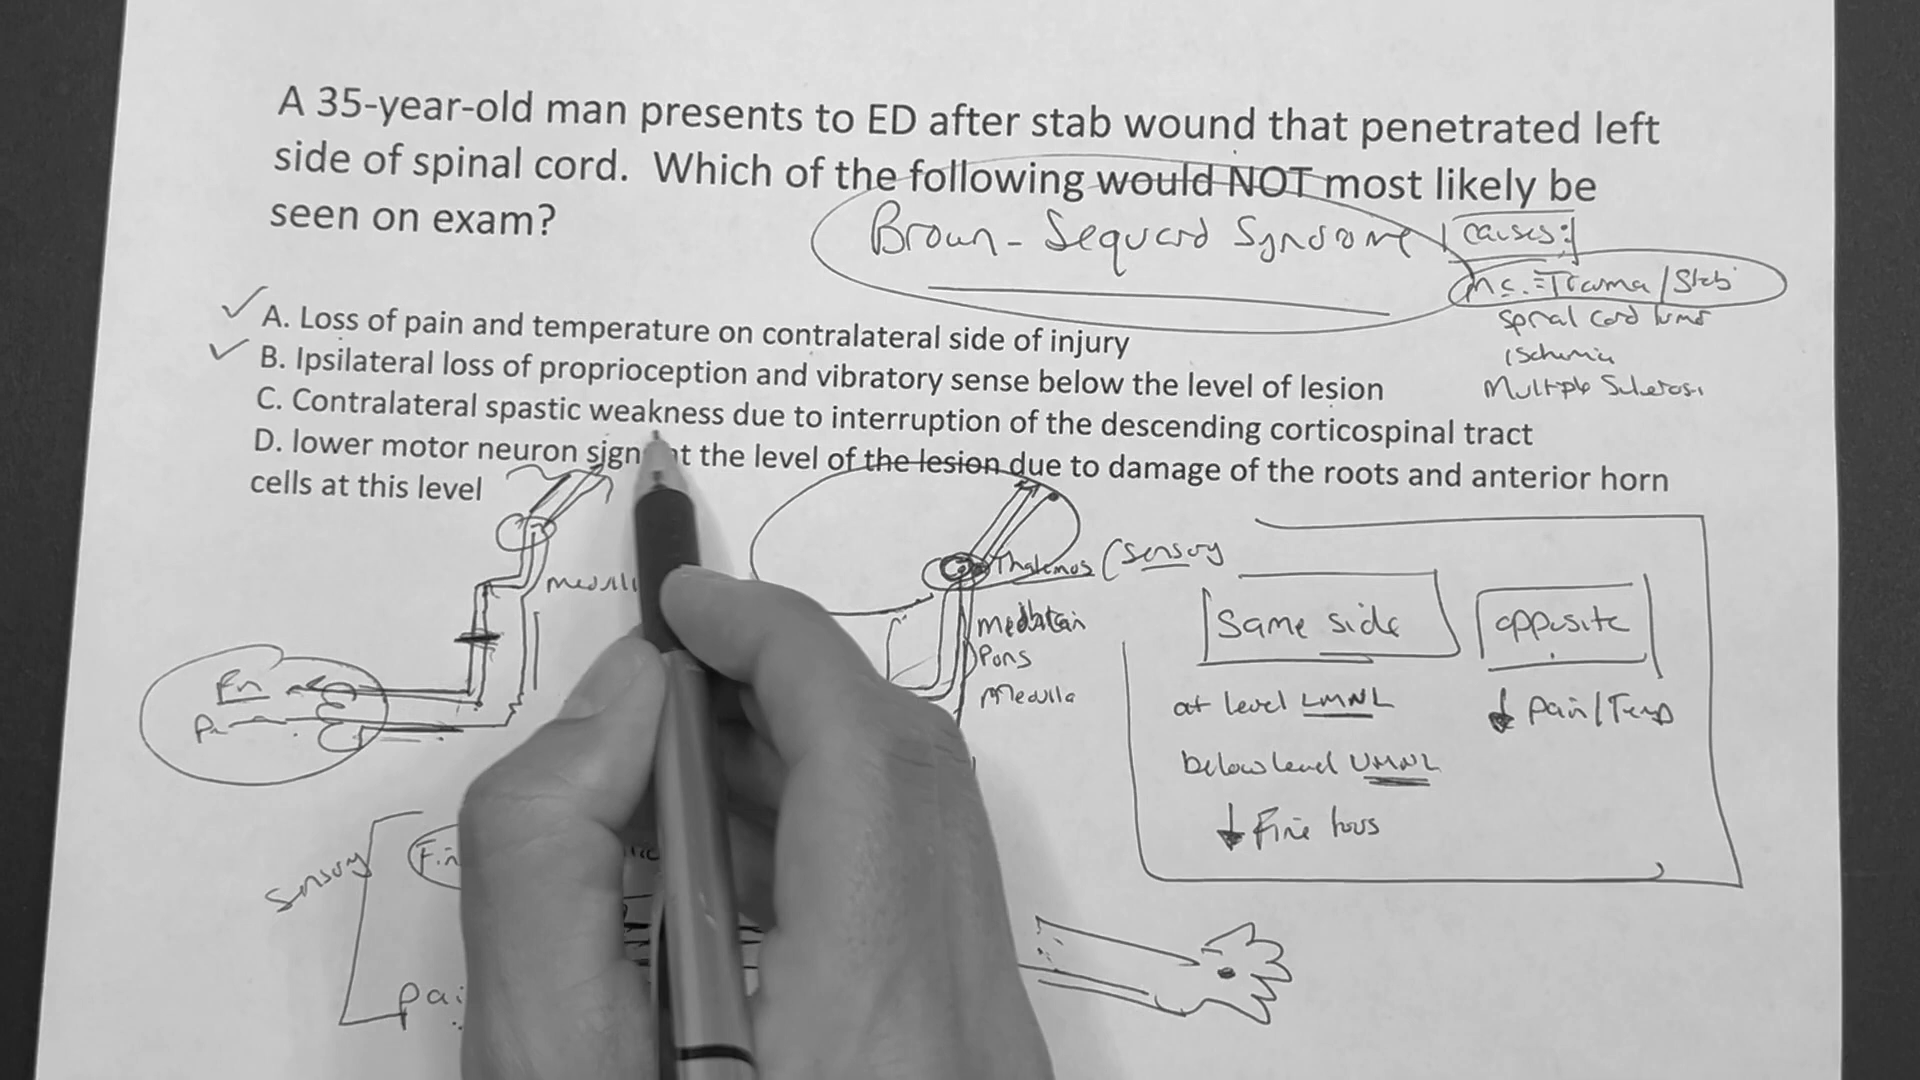 A 35-year-old man presents to ED after stab wound that penetrated left
side of spinal cord. Which of the following would NOT most likely be
seen on exam?
Brown-Sequard Syndrome
causes:
m.c. = Trauma / Stab
Spinal Cord tumor
Ischemia
Multiple
A. Loss of pain and temperature on contralateral side of injury
B. Ipsilateral loss of proprioception and vibratory sense below the level of lesion
C. Contralateral spastic weakness due to interruption of the descending corticospinal tract
D. lower motor neuron sign at the level of the lesion due to damage of the roots and anterior horn
cells at this level
Thalamus (Sensory
Pons
Medulla
Same side
opposite
at level LMNL
↓ Pain/Temp
below level UMNL
↓ Fine
Sensory
Fin
Pai